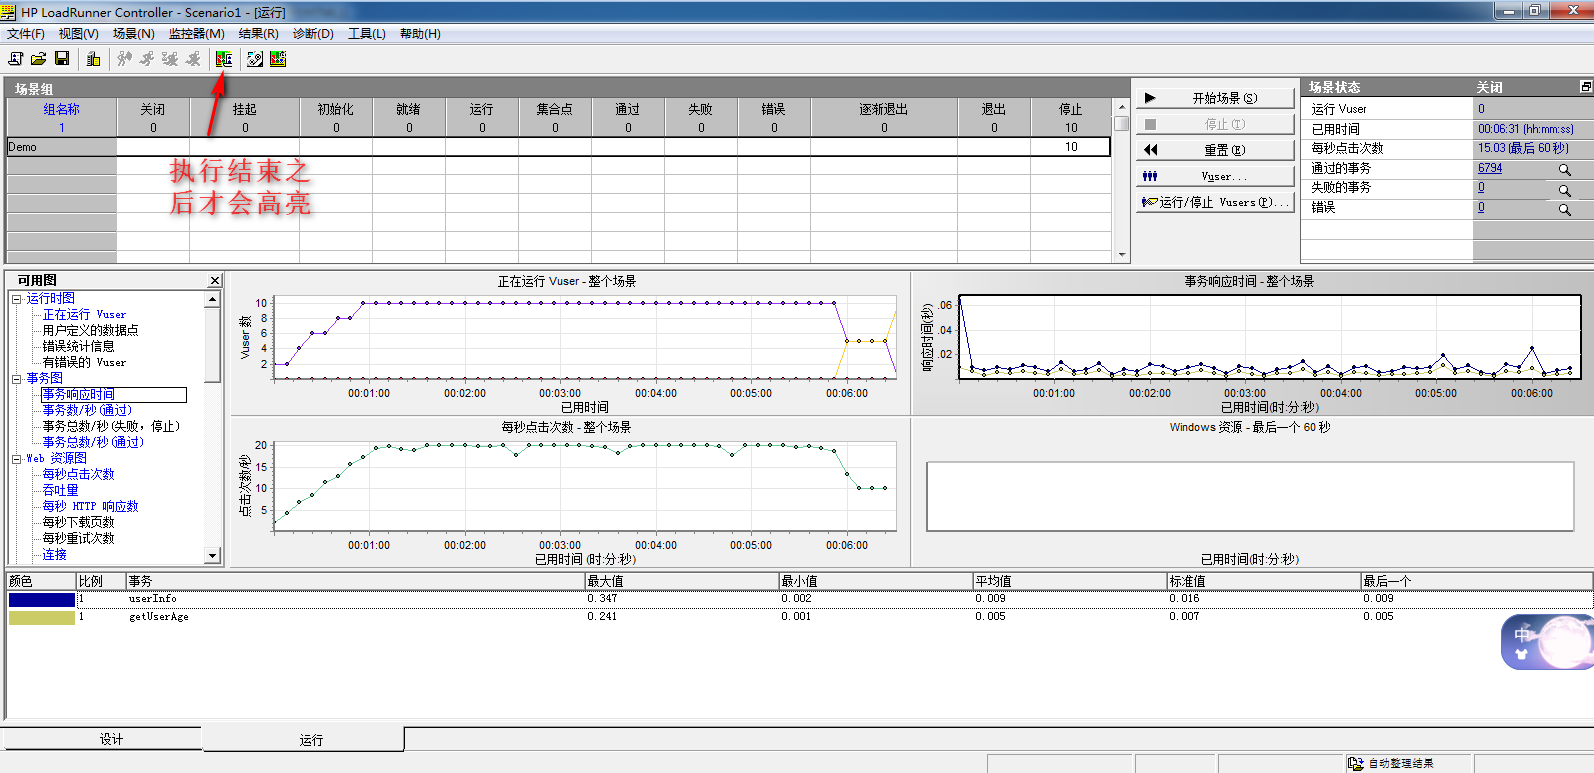 HP LoadRunner Controller - Scenario1 - [运行]
文件(F) 视图(V) 场景(N) 监控器(M) 结果(R) 诊断(D) 工具(L) 帮助(H)
场景组
组名称 关闭 挂起 初始化 就绪 运行 集合点 通过 失败 错误 逐渐退出 退出 停止
1 0 0 0 0 0 0 0 0 0 0 0 10
Demo 10
执行结束之
后才会高亮
开始场景(S)
停止(T)
重置(E)
Vuser...
运行/停止 Vusers(P)...
场景状态 关闭
运行 Vuser 0
已用时间 00:06:31 (hh:mm:ss)
每秒点击次数 15.03 (最后 60 秒)
通过的事务 6794
失败的事务 0
错误 0
可用图
运行时图
正在运行 Vuser
用户定义的数据点
错误统计信息
有错误的 Vuser
事务图
事务响应时间
事务数/秒(通过)
事务总数/秒(失败, 停止)
事务总数/秒(通过)
Web 资源图
每秒点击次数
吞吐量
每秒 HTTP 响应数
每秒下载页数
每秒重试次数
连接
正在运行 Vuser - 整个场景
Vuser 数
10
8
6
4
2
00:01:00 00:02:00 00:03:00 00:04:00 00:05:00 00:06:00
已用时间
事务响应时间 - 整个场景
响应时间(秒)
.06
.04
.02
00:01:00 00:02:00 00:03:00 00:04:00 00:05:00 00:06:00
已用时间(时:分:秒)
每秒点击次数 - 整个场景
点击次数/秒
20
15
10
5
00:01:00 00:02:00 00:03:00 00:04:00 00:05:00 00:06:00
已用时间 (时:分:秒)
Windows 资源 - 最后一个 60 秒
已用时间(时:分:秒)
颜色 比例 事务 最大值 最小值 平均值 标准值 最后一个
1 userInfo 0.347 0.002 0.009 0.016 0.009
1 getUserAge 0.241 0.001 0.005 0.007 0.005
中
设计 运行
自动整理结果